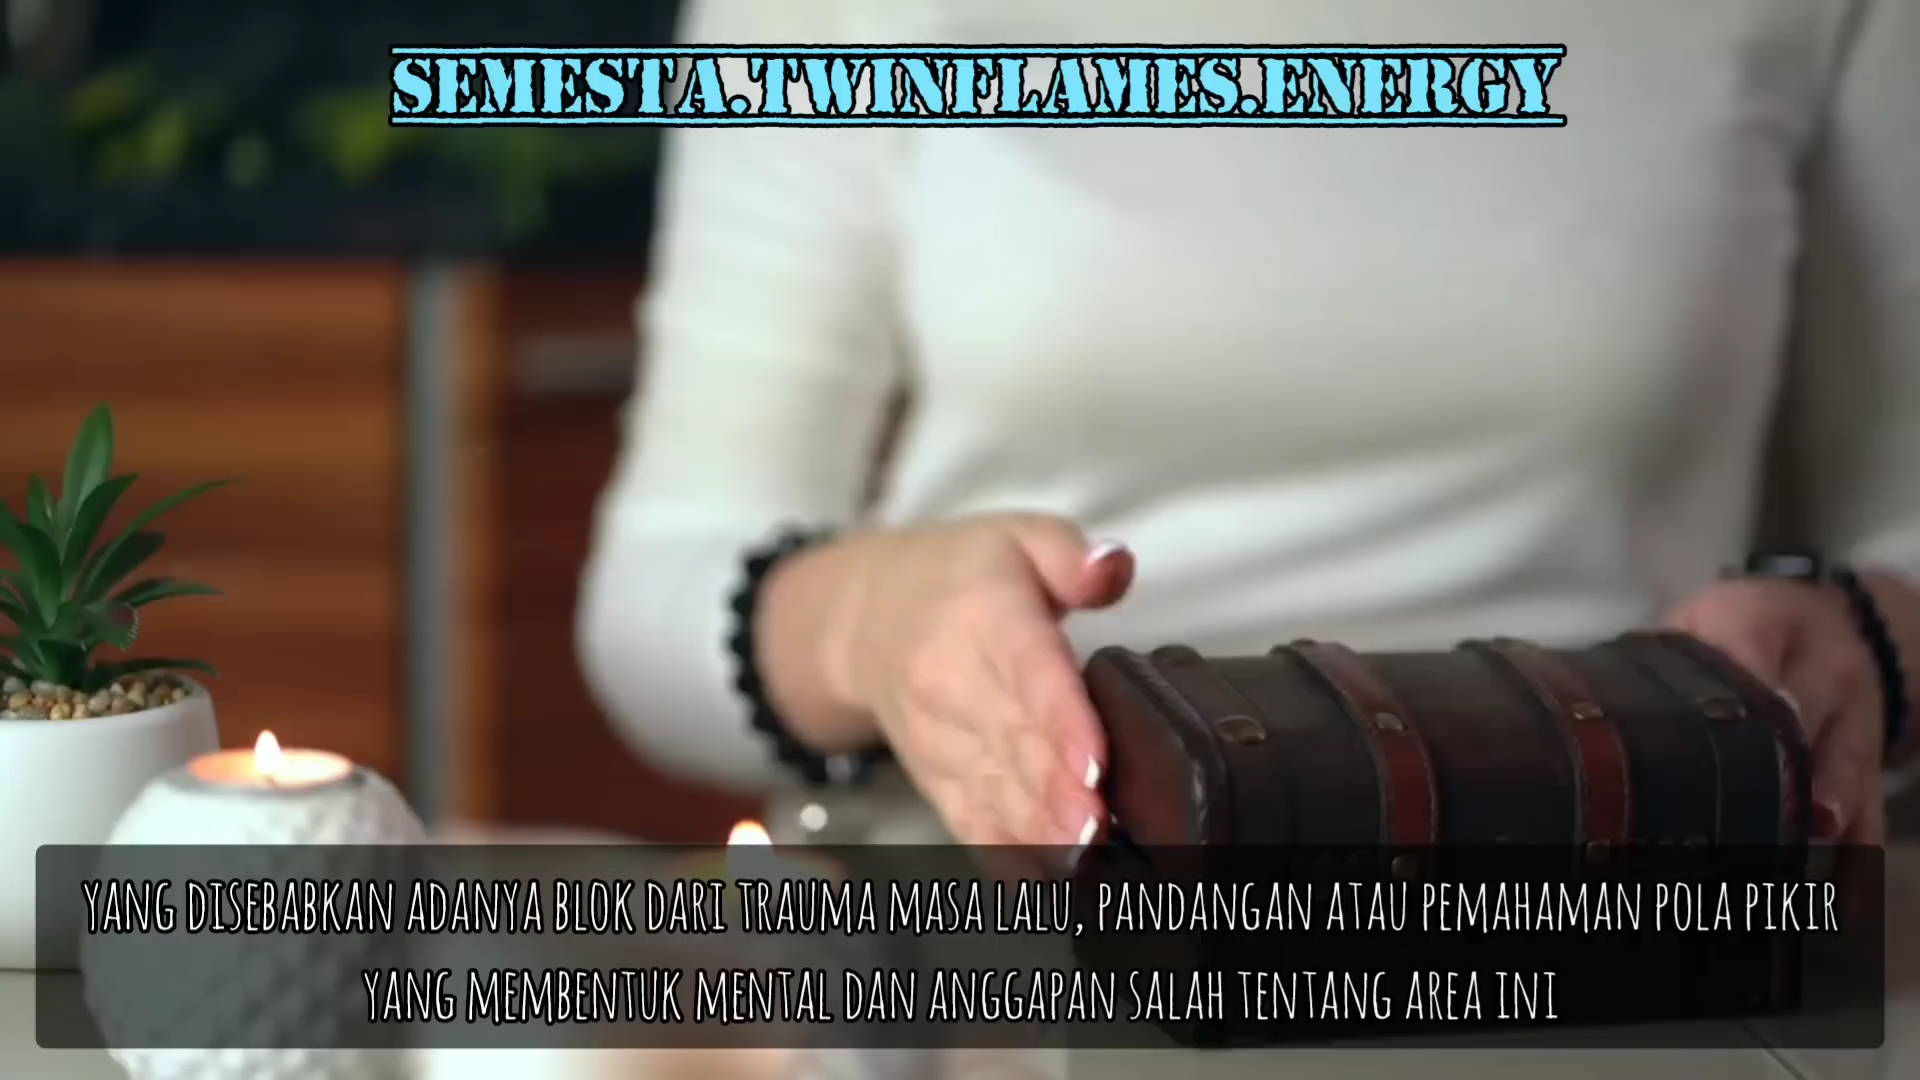 SEMESTA.TWINFLAMES.ENERGY
YANG DISEBABKAN ADANYA BLOK DARI TRAUMA MASA LALU, PANDANGAN ATAU PEMAHAMAN POLA PIKIR
YANG MEMBENTUK MENTAL DAN ANGGAPAN SALAH TENTANG AREA INI